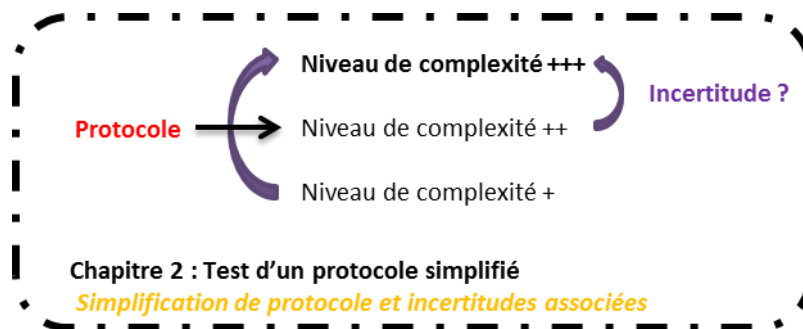 Niveau de complexité +++
Incertitude ?
Protocole
Niveau de complexité ++
Niveau de complexité +
Chapitre 2 : Test d’un protocole simplifié
Simplification de protocole et incertitudes associées